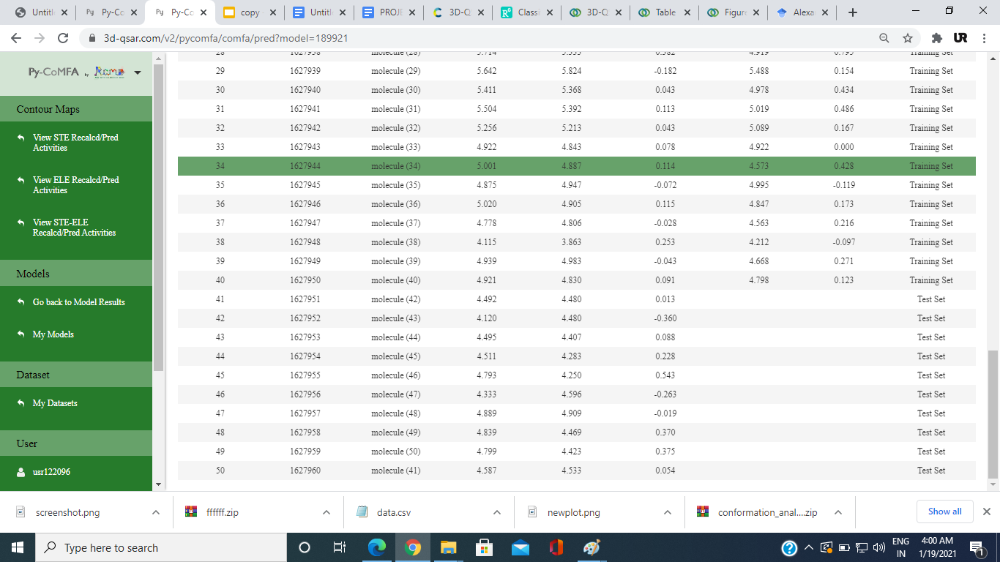 Untitl
Py-Co
Py-Co
copy
Untitl
PROJE
3D-Q
Classi
3D-Q
Table
Figure
Alexa
3d-qsar.com/v2/pycomfa/comfa/pred?model=189921
UR
Py-CoMFA by
Contour Maps
View STE Recalcd/Pred
Activities
View ELE Recalcd/Pred
Activities
View STE-ELE
Recalcd/Pred Activities
Models
Go back to Model Results
My Models
Dataset
My Datasets
User
usr122096
28 1627938 molecule (28) 5.714 5.333 0.382 4.919 0.795 Training Set
29 1627939 molecule (29) 5.642 5.824 -0.182 5.488 0.154 Training Set
30 1627940 molecule (30) 5.411 5.368 0.043 4.978 0.434 Training Set
31 1627941 molecule (31) 5.504 5.392 0.113 5.019 0.486 Training Set
32 1627942 molecule (32) 5.256 5.213 0.043 5.089 0.167 Training Set
33 1627943 molecule (33) 4.922 4.843 0.078 4.922 0.000 Training Set
34 1627944 molecule (34) 5.001 4.887 0.114 4.573 0.428 Training Set
35 1627945 molecule (35) 4.875 4.947 -0.072 4.995 -0.119 Training Set
36 1627946 molecule (36) 5.020 4.905 0.115 4.847 0.173 Training Set
37 1627947 molecule (37) 4.778 4.806 -0.028 4.563 0.216 Training Set
38 1627948 molecule (38) 4.115 3.863 0.253 4.212 -0.097 Training Set
39 1627949 molecule (39) 4.939 4.983 -0.043 4.668 0.271 Training Set
40 1627950 molecule (40) 4.921 4.830 0.091 4.798 0.123 Training Set
41 1627951 molecule (42) 4.492 4.480 0.013 Test Set
42 1627952 molecule (43) 4.120 4.480 -0.360 Test Set
43 1627953 molecule (44) 4.495 4.407 0.088 Test Set
44 1627954 molecule (45) 4.511 4.283 0.228 Test Set
45 1627955 molecule (46) 4.793 4.250 0.543 Test Set
46 1627956 molecule (47) 4.333 4.596 -0.263 Test Set
47 1627957 molecule (48) 4.889 4.909 -0.019 Test Set
48 1627958 molecule (49) 4.839 4.469 0.370 Test Set
49 1627959 molecule (50) 4.799 4.423 0.375 Test Set
50 1627960 molecule (41) 4.587 4.533 0.054 Test Set
screenshot.png
ffffff.zip
data.csv
newplot.png
conformation_anal....zip
Show all
Type here to search
ENG
IN
4:00 AM
1/19/2021
1